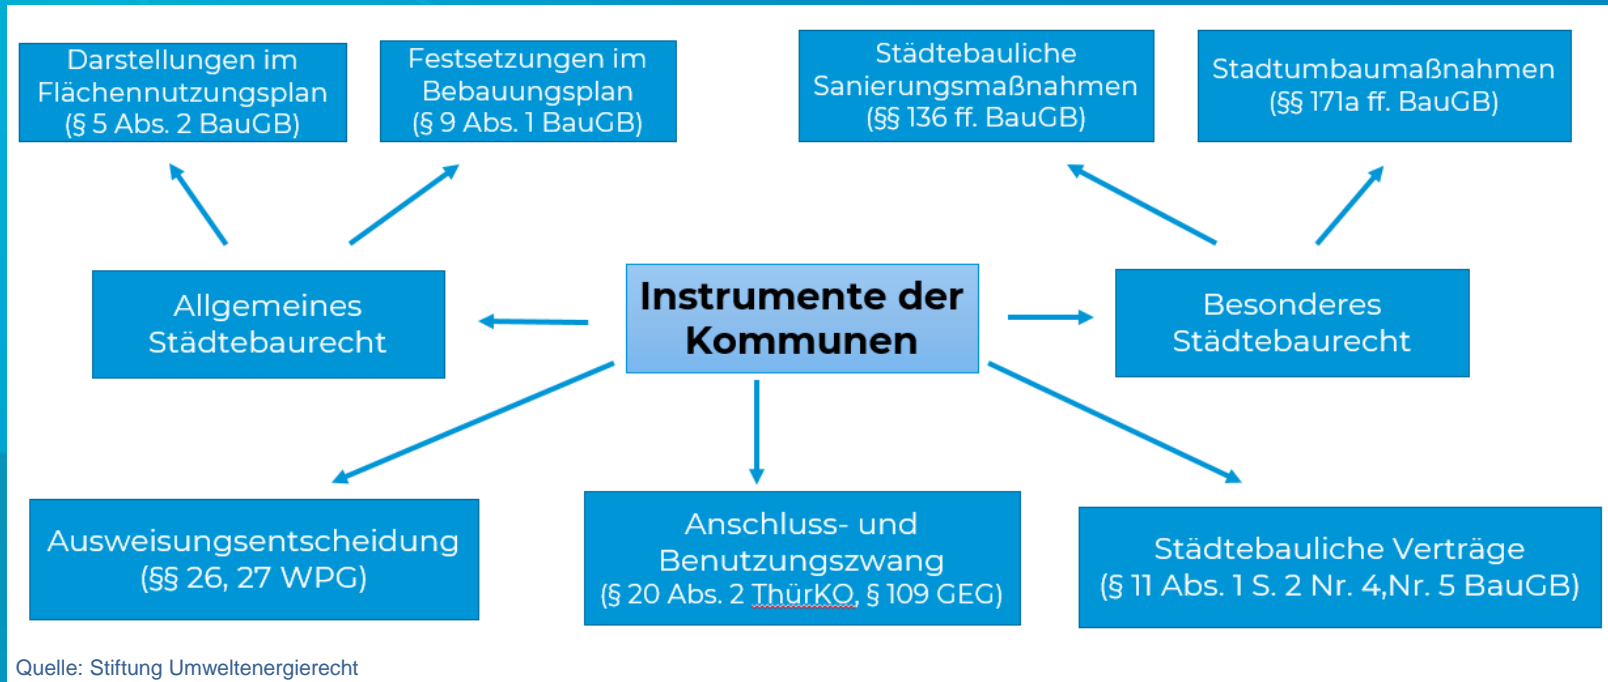 Darstellungen im
Flächennutzungsplan
(§ 5 Abs. 2 BauGB)
Festsetzungen im
Bebauungsplan
(§ 9 Abs. 1 BauGB)
Städtebauliche
Sanierungsmaßnahmen
(§§ 136 ff. BauGB)
Stadtumbaumaßnahmen
(§§ 171a ff. BauGB)
Allgemeines
Städtebaurecht
Instrumente der
Kommunen
Besonderes
Städtebaurecht
Ausweisungsentscheidung
(§§ 26, 27 WPG)
Anschluss- und
Benutzungszwang
(§ 20 Abs. 2 ThürKO, § 109 GEG)
Städtebauliche Verträge
(§ 11 Abs. 1 S. 2 Nr. 4,Nr. 5 BauGB)
Quelle: Stiftung Umweltenergierecht